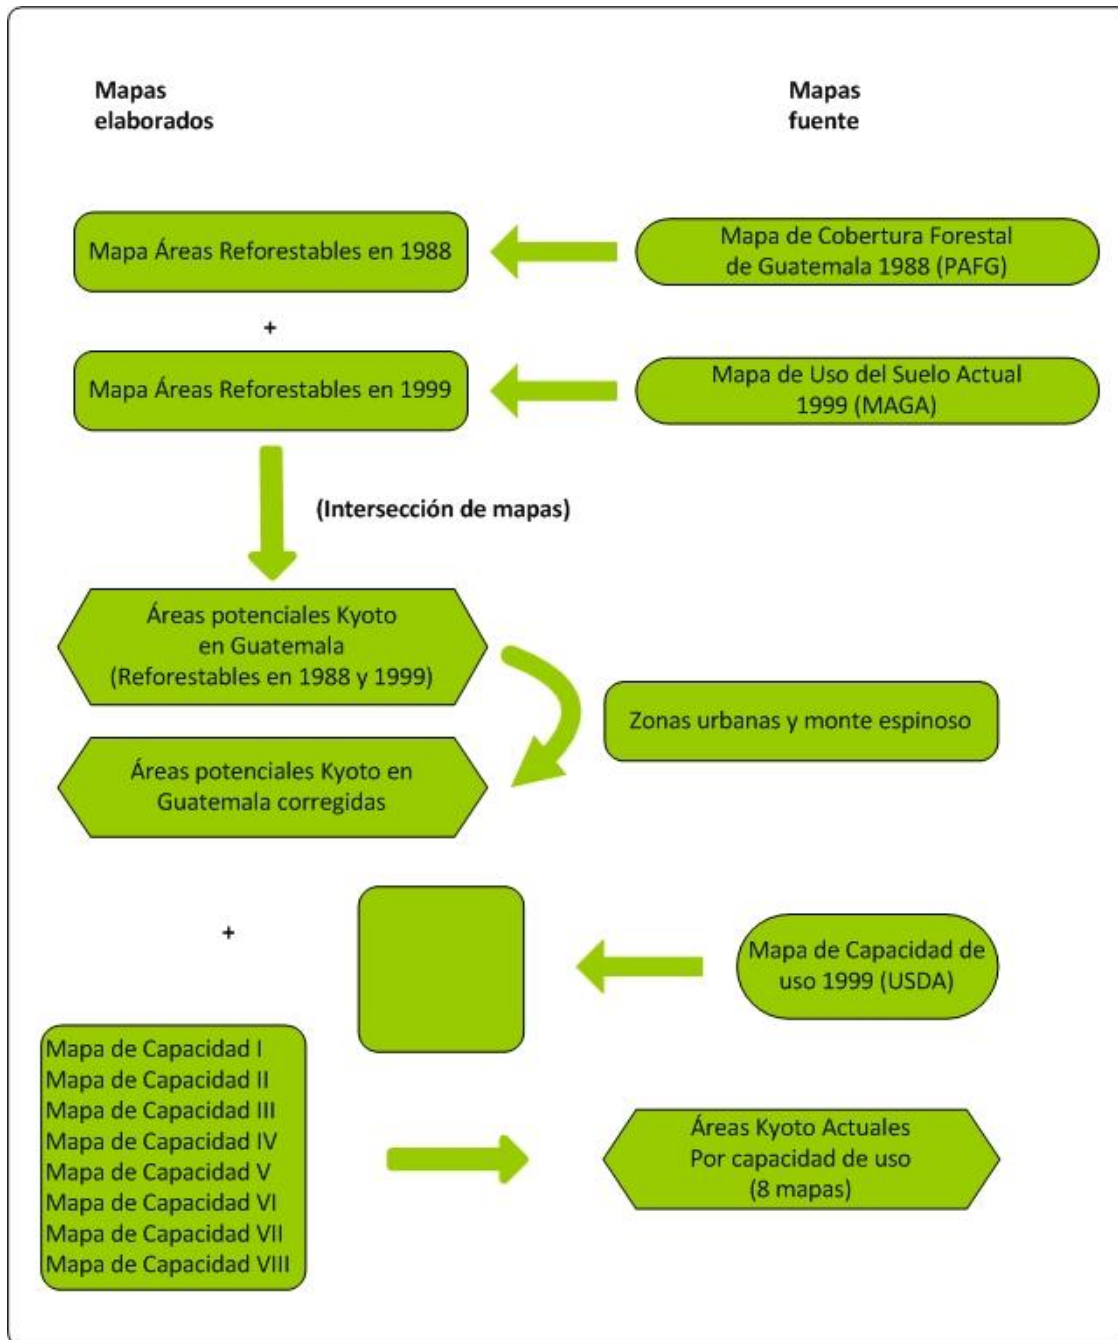 Mapas
elaborados
Mapas
fuente
Mapa Áreas Reforestables en 1988
Mapa de Cobertura Forestal
de Guatemala 1988 (PAFG)
+
Mapa Áreas Reforestables en 1999
Mapa de Uso del Suelo Actual
1999 (MAGA)
(Intersección de mapas)
Áreas potenciales Kyoto
en Guatemala
(Reforestables en 1988 y 1999)
Zonas urbanas y monte espinoso
Áreas potenciales Kyoto en
Guatemala corregidas
+
Mapa de Capacidad de
uso 1999 (USDA)
Mapa de Capacidad I
Mapa de Capacidad II
Mapa de Capacidad III
Mapa de Capacidad IV
Mapa de Capacidad V
Mapa de Capacidad VI
Mapa de Capacidad VII
Mapa de Capacidad VIII
Áreas Kyoto Actuales
Por capacidad de uso
(8 mapas)